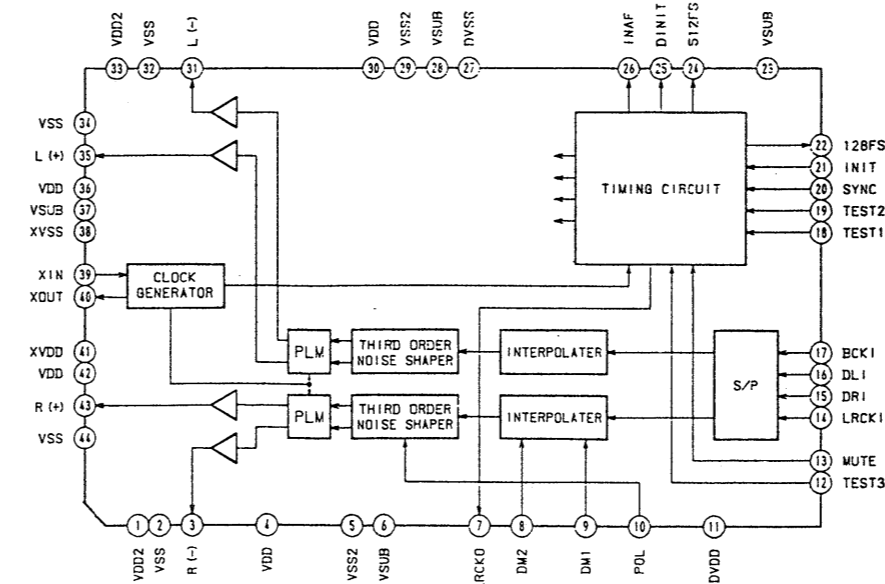 VDD2
VSS
L (-)
VDD
VSS2
VSUB
DVSS
INAF
DINIT
512FS
VSUB
33
32
31
30
29
28
27
26
25
24
23
VSS 34
L (+) 35
VDD 36
VSUB 37
XVSS 38
XIN 39
XOUT 40
XVDD 41
VDD 42
R (+) 43
VSS 44
TIMING CIRCUIT
22 128FS
21 INIT
20 SYNC
19 TEST2
18 TEST1
CLOCK
GENERATOR
PLM
THIRD ORDER
NOISE SHAPER
INTERPOLATER
PLM
THIRD ORDER
NOISE SHAPER
INTERPOLATER
S/P
17 BCKI
16 DLI
15 DRI
14 LRCKI
13 MUTE
12 TEST3
1
2
3
4
5
6
7
8
9
10
11
VDD2
VSS
R (-)
VDD
VSS2
VSUB
LRCKO
DM2
DM1
POL
DVDD